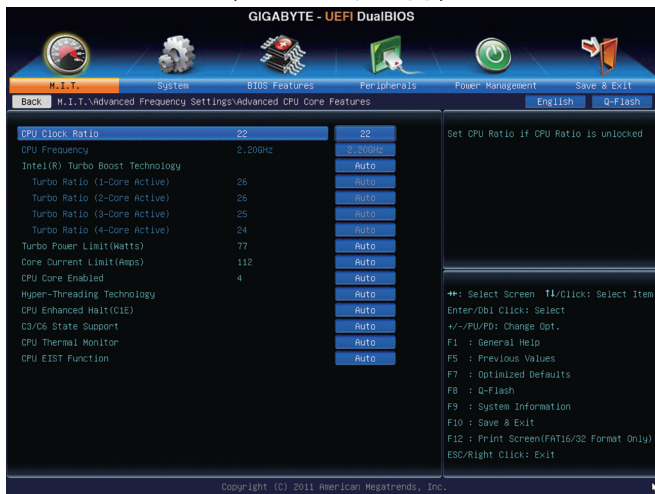 GIGABYTE - UEFI DualBIOS
M.I.T. System BIOS Features Peripherals Power Management Save & Exit
Back M.I.T.\Advanced Frequency Settings\Advanced CPU Core Features English Q-Flash
CPU Clock Ratio 22 22
CPU Frequency 2.20GHz 2.20GHz
Intel(R) Turbo Boost Technology Auto
Turbo Ratio (1-Core Active) 26 Auto
Turbo Ratio (2-Core Active) 26 Auto
Turbo Ratio (3-Core Active) 25 Auto
Turbo Ratio (4-Core Active) 24 Auto
Turbo Power Limit(Watts) 77 Auto
Core Current Limit(Amps) 112 Auto
CPU Core Enabled 4 Auto
Hyper-Threading Technology Auto
CPU Enhanced Halt(C1E) Auto
C3/C6 State Support Auto
CPU Thermal Monitor Auto
CPU EIST Function Auto
Set CPU Ratio if CPU Ratio is unlocked
→←: Select Screen ↑↓/Click: Select Item
Enter/Dbl Click: Select
+/-/PU/PD: Change Opt.
F1 : General Help
F5 : Previous Values
F7 : Optimized Defaults
F8 : Q-Flash
F9 : System Information
F10 : Save & Exit
F12 : Print Screen(FAT16/32 Format Only)
ESC/Right Click: Exit
Copyright (C) 2011 American Megatrends, Inc.